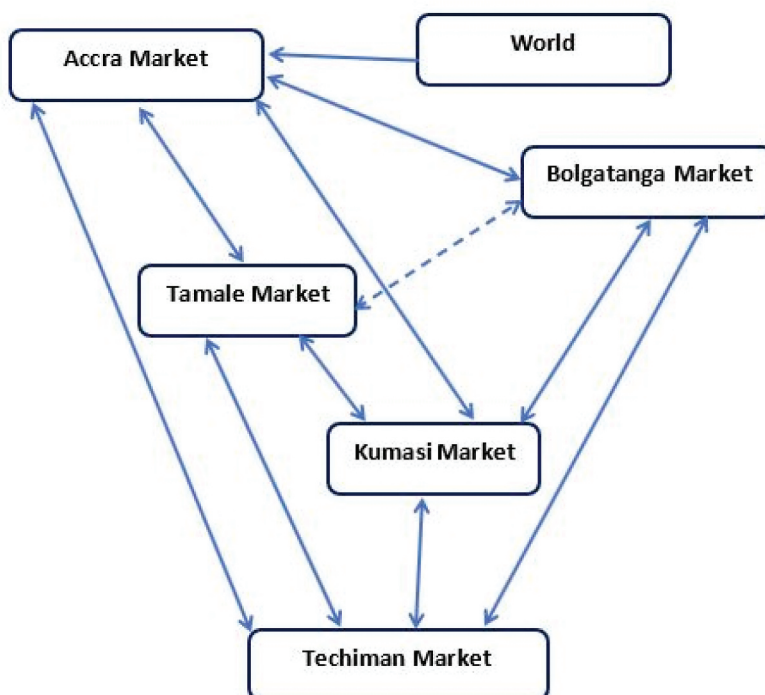 World
Accra Market
Bolgatanga Market
Tamale Market
Kumasi Market
Techiman Market